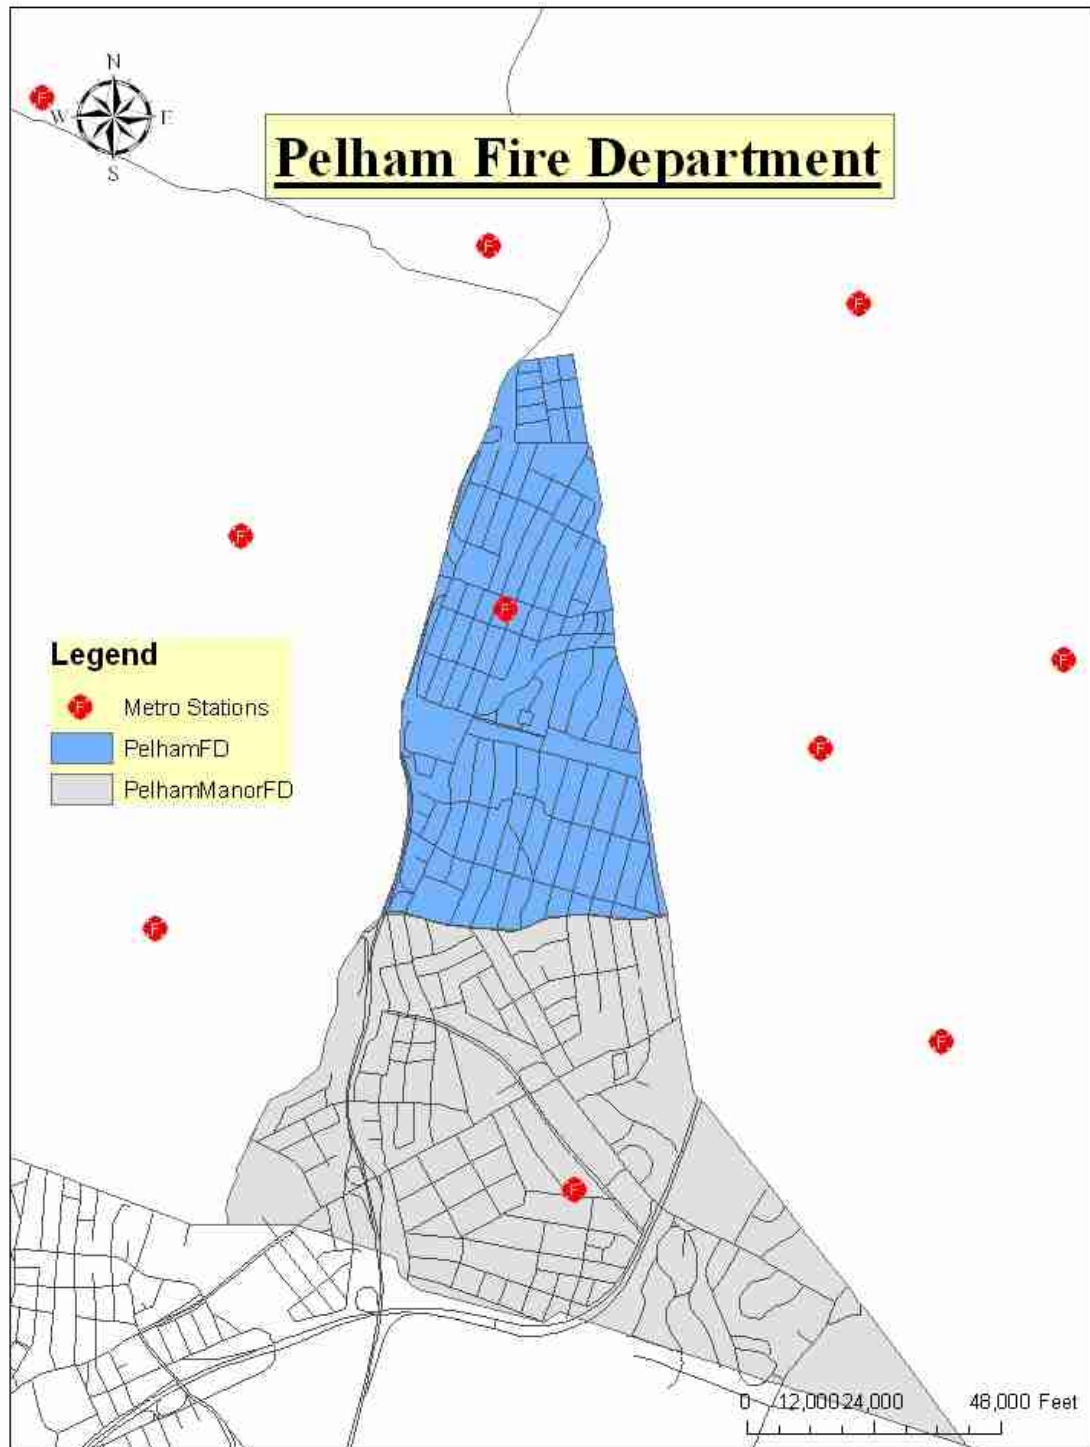 N
W E
S
Pelham Fire Department
F
F
F
F
F
F
Legend
F Metro Stations
F
PelhamFD
PelhamManorFD
F
F
F
0 12,000 24,000 48,000 Feet